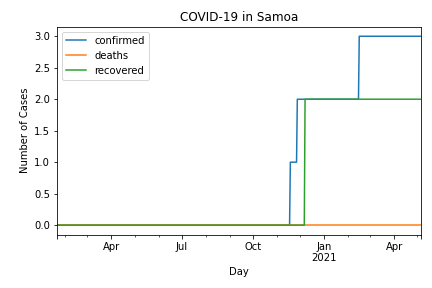 COVID-19 in Samoa
confirmed
deaths
recovered
Number of Cases
3.0
2.5
2.0
1.5
1.0
0.5
0.0
Apr
Jul
Oct
Jan
2021
Apr
Day